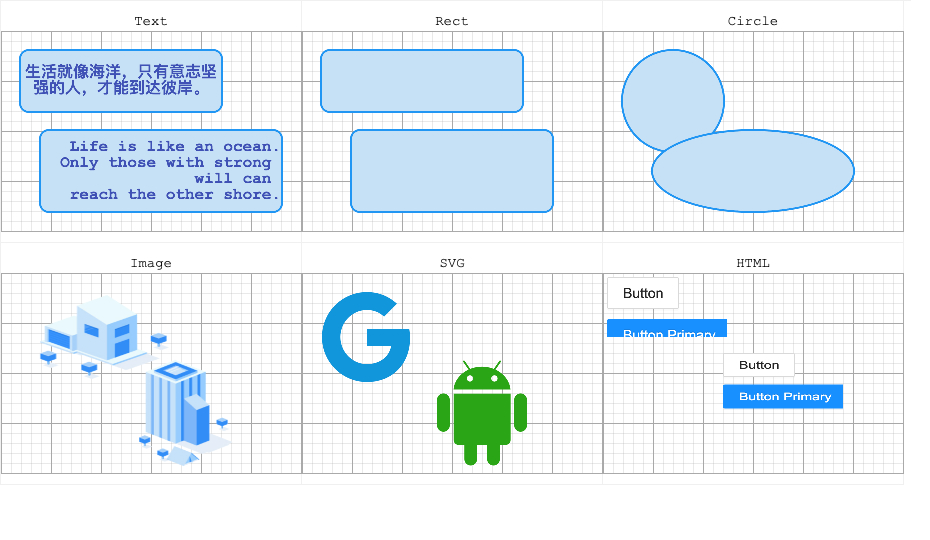 Text
Rect
Circle
生活就像海洋，只有意志坚
强的人，才能到达彼岸。
Life is like an ocean.
Only those with strong
will can
reach the other shore.
Image
SVG
HTML
Button
Button Primary
Button
Button Primary